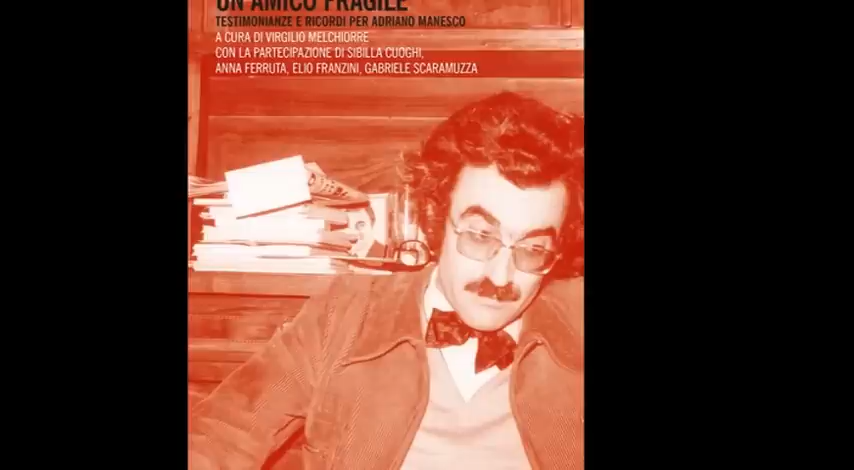 UN AMICO FRAGILE
TESTIMONIANZE E RICORDI PER ADRIANO MANESCO
A CURA DI VIRGILIO MELCHIORRE
CON LA PARTECIPAZIONE DI SIBILLA CUOGHI,
ANNA FERRUTA, ELIO FRANZINI, GABRIELE SCARAMUZZA